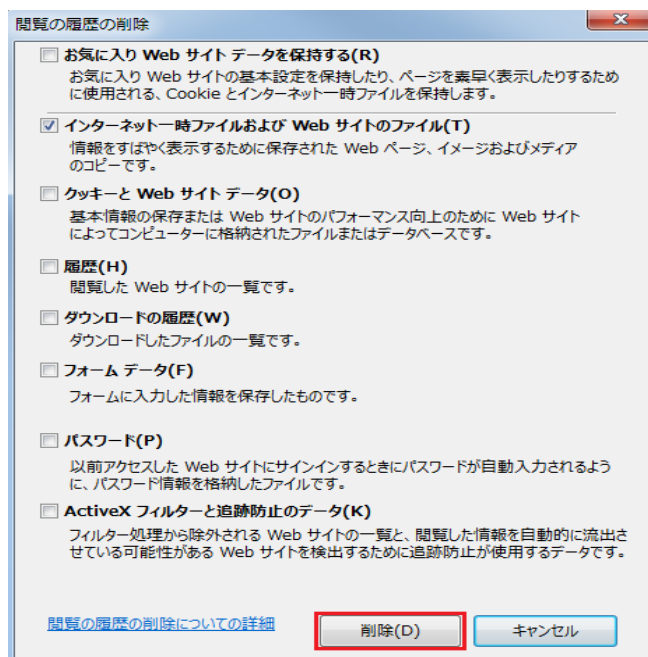 閲覧の履歴の削除
お気に入り Web サイト データを保持する(R)
お気に入り Web サイトの基本設定を保持したり、ページを素早く表示したりするため
に使用される、Cookie とインターネット一時ファイルを保持します。
インターネット一時ファイルおよび Web サイトのファイル(T)
情報をすばやく表示するために保存された Web ページ、イメージおよびメディア
のコピーです。
クッキーと Web サイト データ(O)
基本情報の保存または Web サイトのパフォーマンス向上のために Web サイト
によってコンピューターに格納されたファイルまたはデータベースです。
履歴(H)
閲覧した Web サイトの一覧です。
ダウンロードの履歴(W)
ダウンロードしたファイルの一覧です。
フォーム データ(F)
フォームに入力した情報を保存したものです。
パスワード(P)
以前アクセスした Web サイトにサインインするときにパスワードが自動入力されるよう
に、パスワード情報を格納したファイルです。
ActiveX フィルターと追跡防止のデータ(K)
フィルター処理から除外される Web サイトの一覧と、閲覧した情報を自動的に流出さ
せている可能性がある Web サイトを検出するために追跡防止が使用するデータです。
閲覧の履歴の削除についての詳細
削除(D)
キャンセル